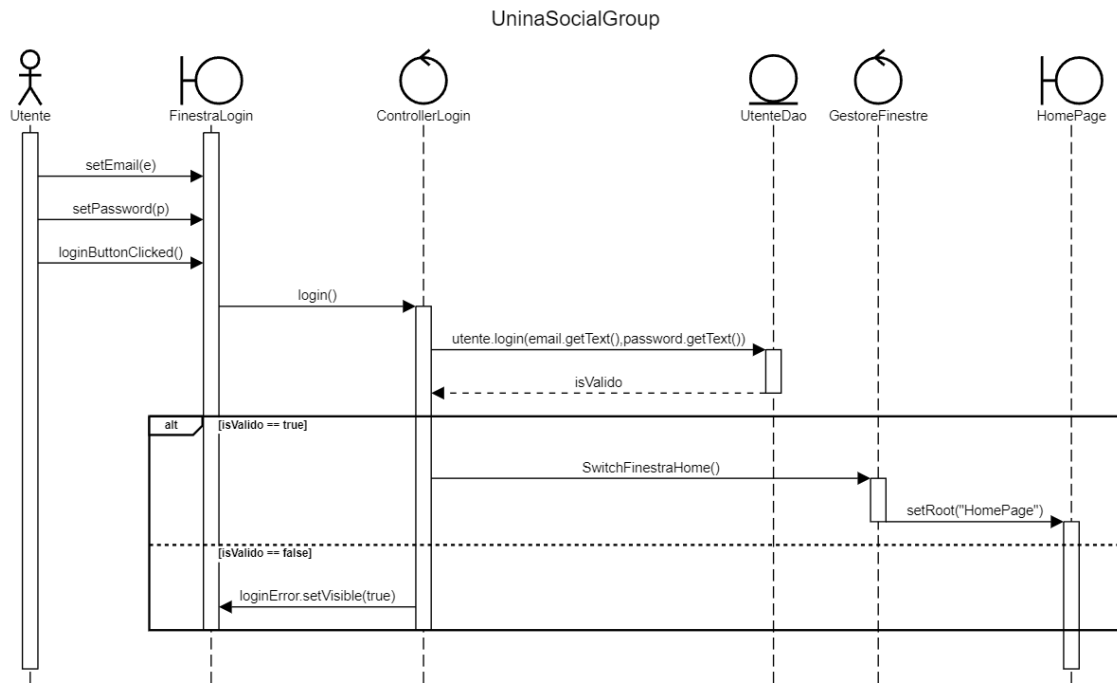 UninaSocialGroup
Utente
FinestraLogin
ControllerLogin
UtenteDao
GestoreFinestre
HomePage
setEmail(e)
setPassword(p)
loginButtonClicked()
login()
utente.login(email.getText(),password.getText())
isValido
alt
[isValido == true]
SwitchFinestraHome()
setRoot("HomePage")
[isValido == false]
loginError.setVisible(true)